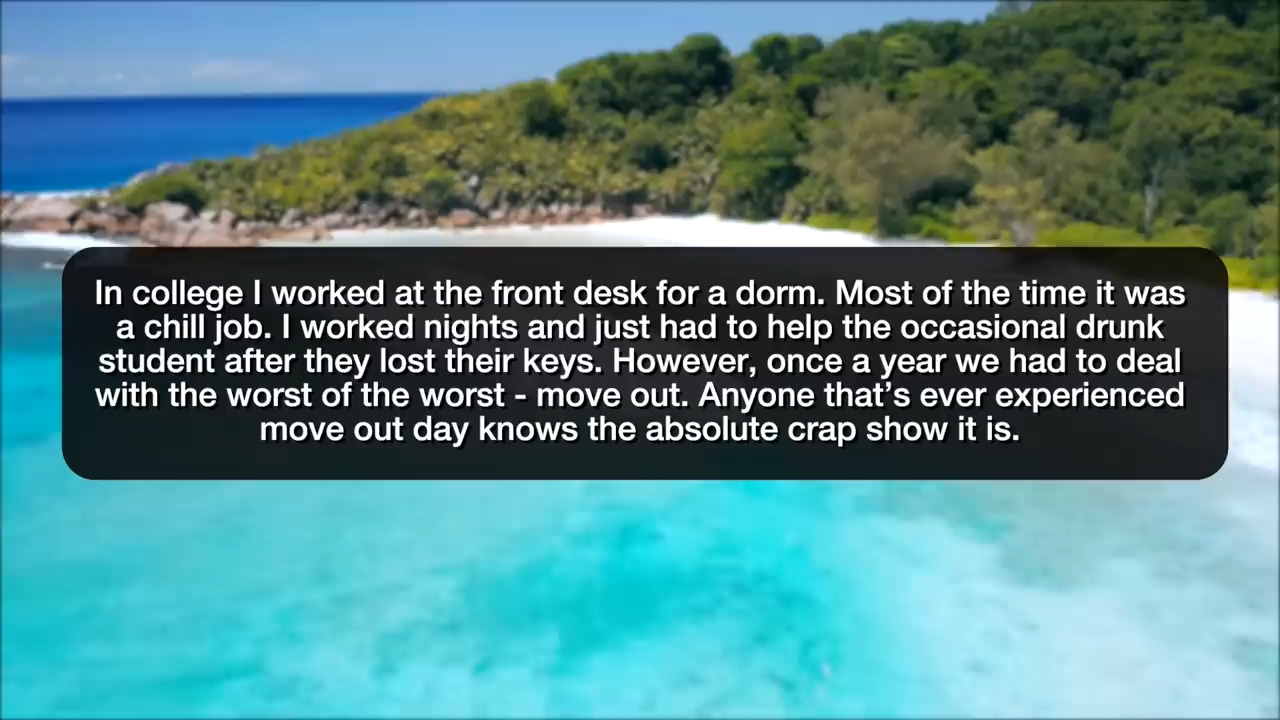 In college I worked at the front desk for a dorm. Most of the time it was
a chill job. I worked nights and just had to help the occasional drunk
student after they lost their keys. However, once a year we had to deal
with the worst of the worst - move out. Anyone that’s ever experienced
move out day knows the absolute crap show it is.